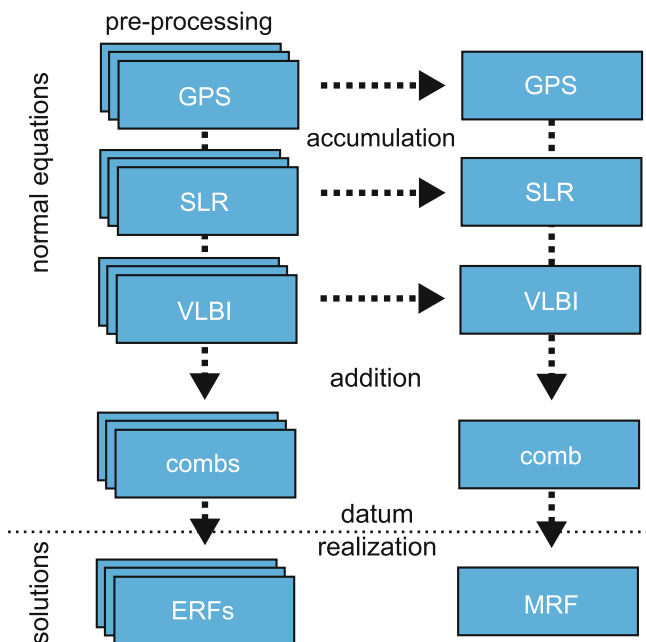 pre-processing
normal equations
GPS
GPS
accumulation
SLR
SLR
VLBI
VLBI
addition
combs
comb
datum
realization
solutions
ERFs
MRF